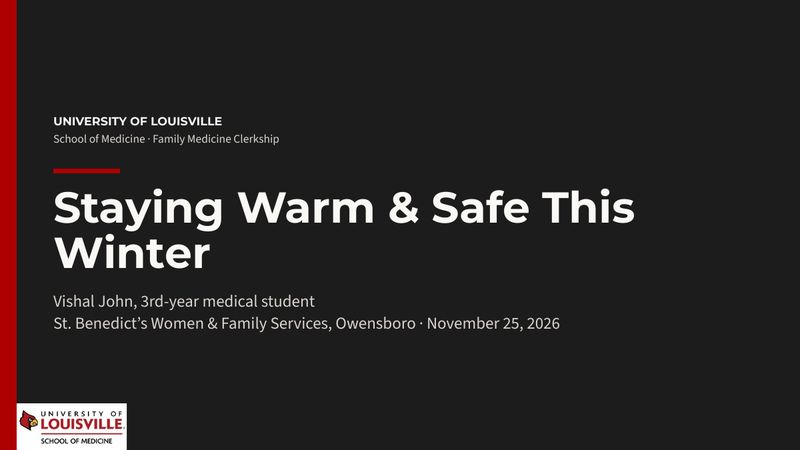 UNIVERSITY OF LOUISVILLE
School of Medicine · Family Medicine Clerkship
Staying Warm & Safe This
Winter
Vishal John, 3rd-year medical student
St. Benedict’s Women & Family Services, Owensboro · November 25, 2026
UNIVERSITY OF
LOUISVILLE.
SCHOOL OF MEDICINE